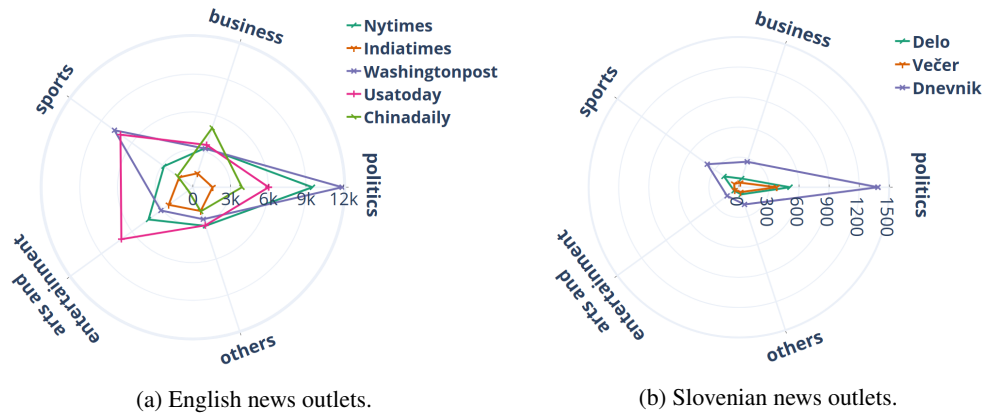 business
sports
politics
arts and
entertainment
others
0 3k 6k 9k 12k
Nytimes
Indiatimes
Washingtonpost
Usatoday
Chinadaily
(a) English news outlets.
business
sports
politics
arts and
entertainment
others
0 300 600 900 1200 1500
Delo
Večer
Dnevnik
(b) Slovenian news outlets.